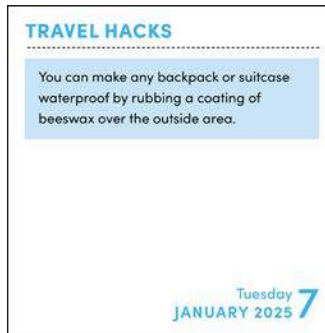 TRAVEL HACKS
You can make any backpack or suitcase
waterproof by rubbing a coating of
beeswax over the outside area.
Tuesday
JANUARY 2025 7